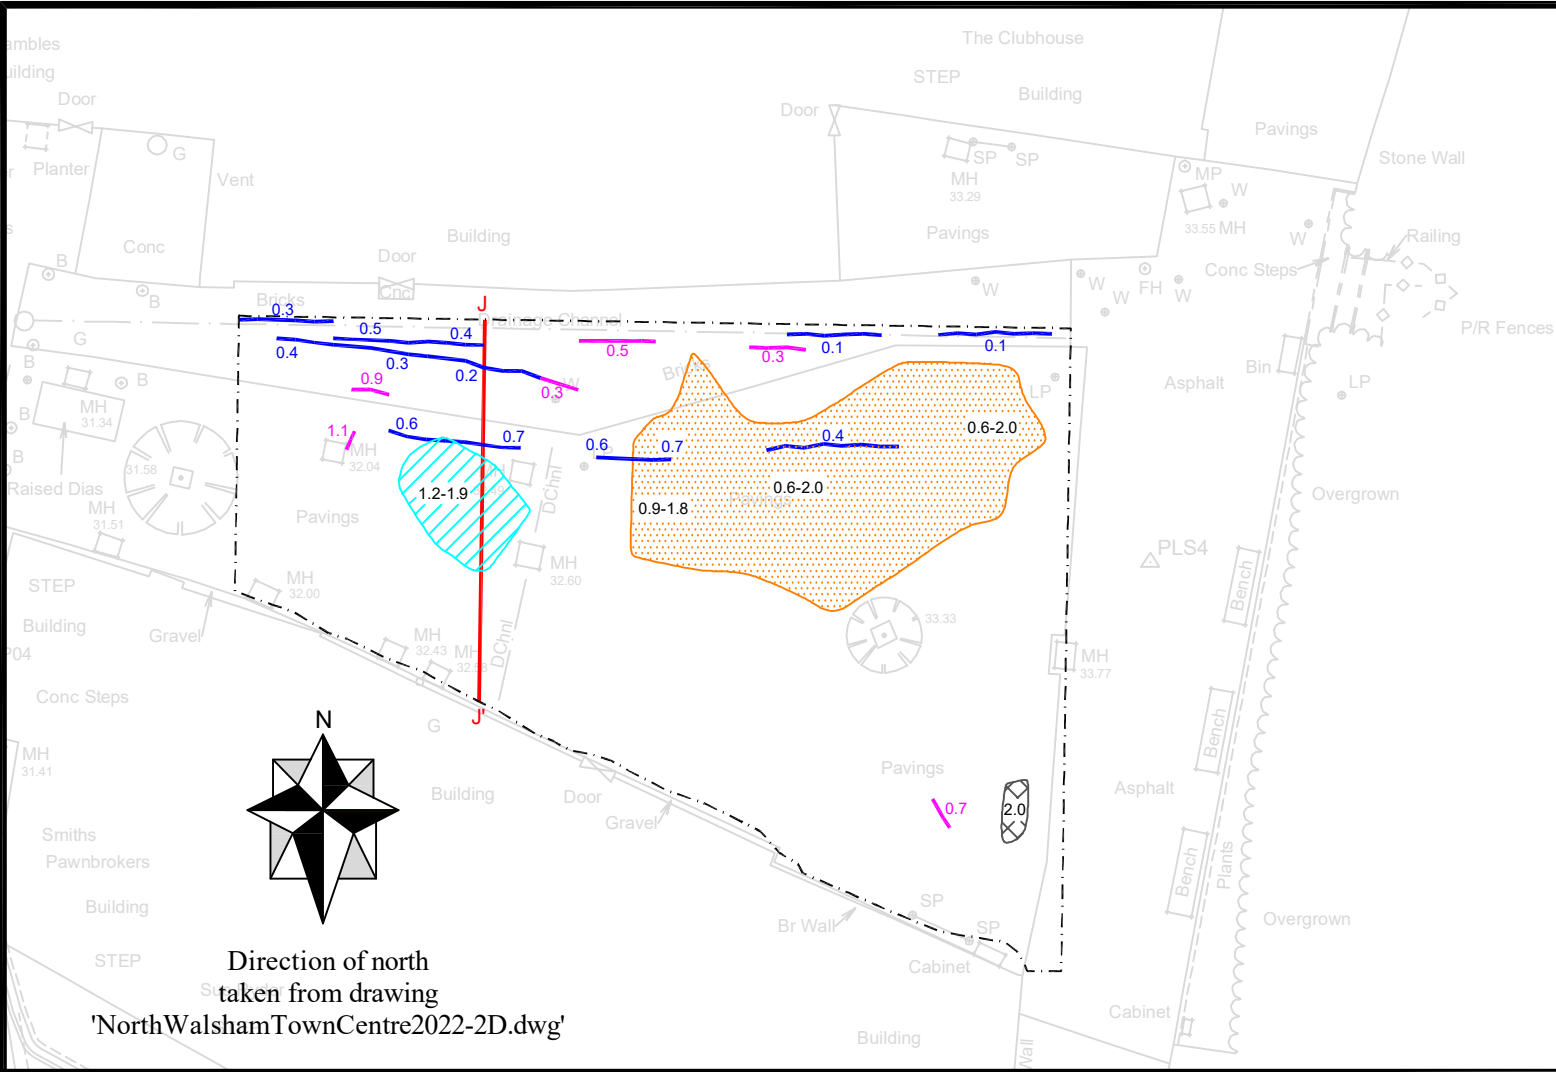 ambles
uilding
Door
Planter
G
Vent
Conc
Building
Door
Cnc
B
B
Bricks
Drainage Channel
The Clubhouse
STEP
Building
Door
SP
SP
MH
33.29
Pavings
Pavings
Stone Wall
MP
W
33.55 MH
W
Railing
Conc Steps
W
W
W
FH
W
P/R Fences
Bin
Asphalt
LP
LP
J
0.3
0.5
0.4
0.4
0.3
0.2
0.3
W
0.5
0.3
0.1
0.1
Bricks
G
B
B
B
B
MH
31.34
0.9
1.1
MH
32.04
0.6
0.7
0.6
0.7
0.4
0.6-2.0
0.6-2.0
0.9-1.8
1.2-1.9
Pavings
31.58
Raised Dias
MH
31.51
Pavings
DChnl
MH
32.60
MH
32.00
STEP
Building
P04
Gravel
MH
32.43
MH
DChnl
33.33
MH
33.77
PLS4
Overgrown
Bench
Bench
Bench
Plants
Conc Steps
J'
G
N
MH
31.41
Building
Door
Gravel
Pavings
0.7
2.0
Asphalt
Smiths
Pawnbrokers
Building
STEP
Br Wall
SP
SP
Cabinet
Overgrown
Cabinet
Building
Wall
Direction of north
taken from drawing
'NorthWalshamTownCentre2022-2D.dwg'